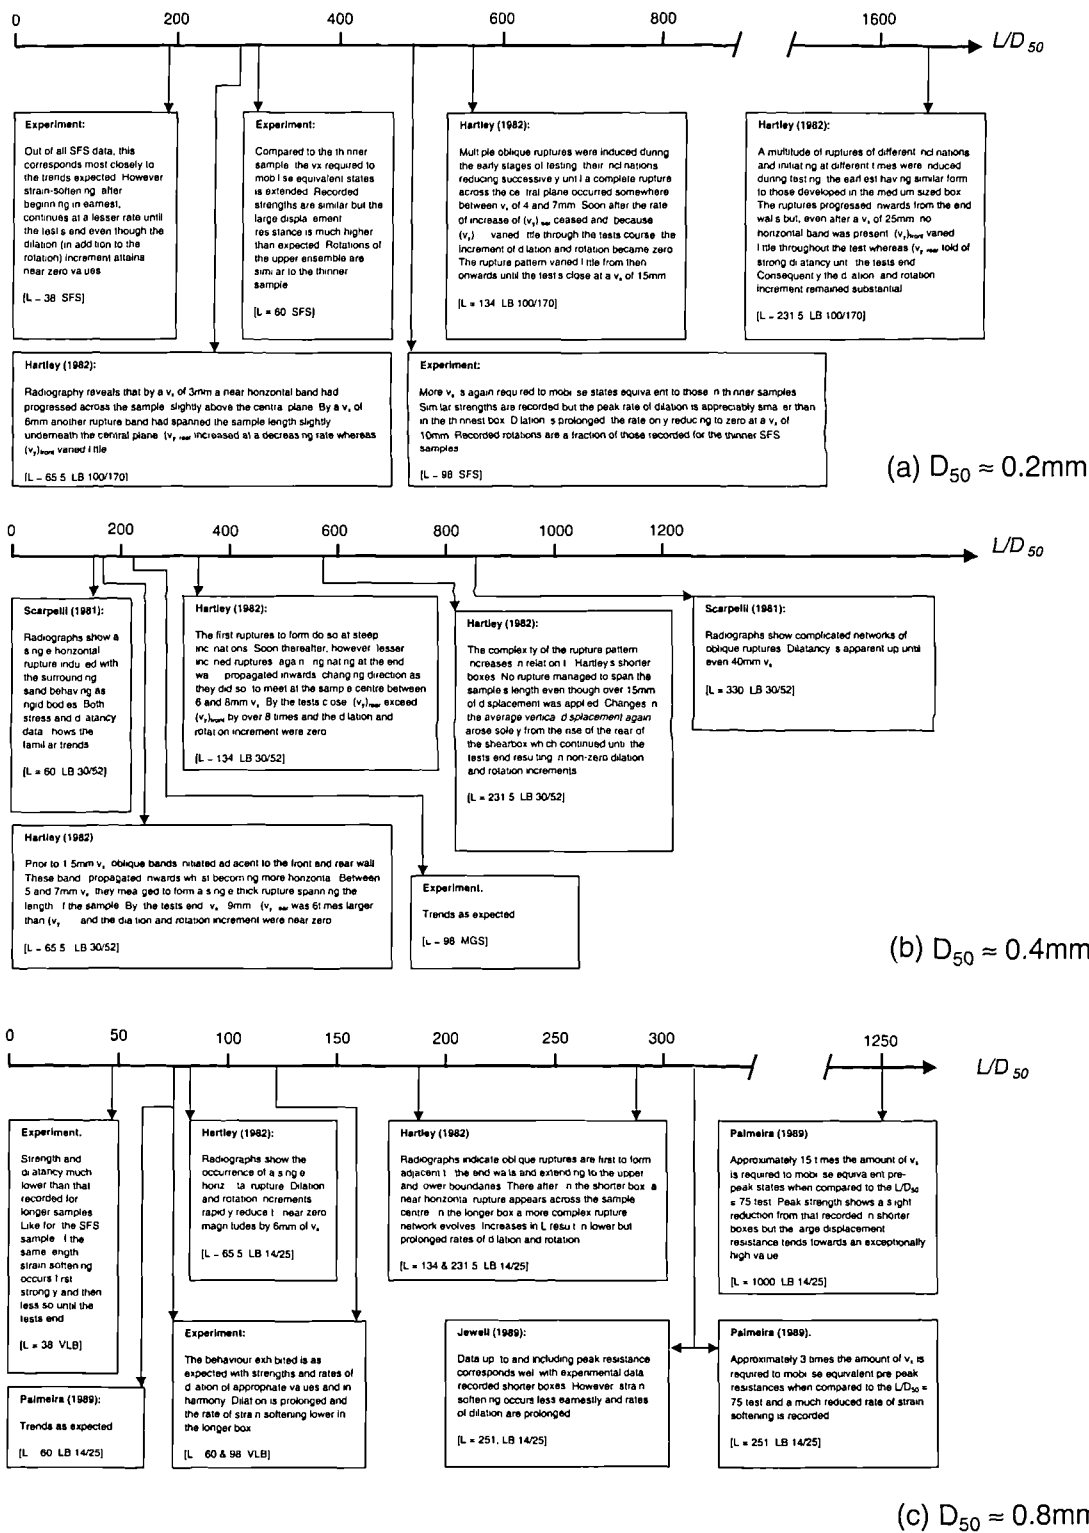 0 200 400 600 800 1600 L/D50
Experiment:
Out of all SFS data, this
corresponds most closely to
the trends expected. However
strain-softening after
beginning in earnest,
continues at a lesser rate until
the tests end even though the
dilation (in addition to the
rotation) increment attains
near zero values
[L = 38 SFS]
Experiment:
Compared to the thinner
sample the vx required to
mobilise equivalent states
is extended Recorded
strengths are similar but the
large displacement
resistance is much higher
than expected. Rotations of
the upper ensemble are
similar to the thinner
sample
[L = 60 SFS]
Hartley (1982):
Multiple oblique ruptures were induced during
the early stages of testing their inclinations
reducing successively until a complete rupture
across the central plane occurred somewhere
between vx of 4 and 7mm Soon after the rate
of increase of (vy)rear ceased and because
(vy) varied little through the tests course the
increment of dilation and rotation became zero
The rupture pattern varied little from then
onwards until the tests close at a vx of 15mm
[L = 134 LB 100/170]
Hartley (1982):
A multitude of ruptures of different inclinations
and initiating at different times were induced
during testing the earliest having similar form
to those developed in the medium sized box
The ruptures progressed inwards from the end
walls but, even after a vx of 25mm no
horizontal band was present (vy)front varied
little throughout the test whereas (vy rear told of
strong dilatancy until the tests end
Consequently the dilation and rotation
increment remained substantial
[L = 231 5 LB 100/170]
Hartley (1982):
Radiography reveals that by a vx of 3mm a near horizontal band had
progressed across the sample slightly above the central plane By a vx of
6mm another rupture band had spanned the sample length slightly
underneath the central plane (vy rear increased at a decreasing rate whereas
(vy)front varied little
[L = 65 5 LB 100/170]
Experiment:
More vx is again required to mobilise states equivalent to those in thinner samples
Similar strengths are recorded but the peak rate of dilation is appreciably smaller than
in the thinnest box Dilation is prolonged the rate only reducing to zero at a vx of
10mm Recorded rotations are a fraction of those recorded for the thinner SFS
samples
[L = 98 SFS]
(a) D50 ≈ 0.2mm
0 200 400 600 800 1000 1200 L/D50
Scarpelli (1981):
Radiographs show a
single horizontal
rupture induced with
the surrounding
sand behaving as
rigid bodies Both
stress and dilatancy
data shows the
familiar trends
[L = 60 LB 30/52]
Hartley (1982):
The first ruptures to form do so at steep
inclinations. Soon thereafter, however lesser
inclined ruptures again originating at the end
walls propagated inwards changing direction as
they did so to meet at the sample centre between
6 and 8mm vx By the tests close (vy)rear exceed
(vy)front by over 8 times and the dilation and
rotation increment were zero
[L = 134 LB 30/52]
Hartley (1982):
The complexity of the rupture pattern
increases in relation to Hartley's shorter
boxes. No rupture managed to span the
samples length even though over 15mm
of displacement was applied. Changes in
the average vertical displacement again
arose solely from the rise of the rear of
the shearbox which continued until the
tests end resulting in non-zero dilation
and rotation increments
[L = 231 5 LB 30/52]
Scarpelli (1981):
Radiographs show complicated networks of
oblique ruptures Dilatancy is apparent up until
even 40mm vx
[L = 330 LB 30/52]
Hartley (1982)
Prior to 1 5mm vx oblique bands initiated adjacent to the front and rear wall
These band propagated inwards whilst becoming more horizontal Between
5 and 7mm vx they merged to form a single thick rupture spanning the
length of the sample By the tests end vx 9mm (vy rear was 6 times larger
than (vy and the dilation and rotation increment were near zero
[L = 65 5 LB 30/52]
Experiment.
Trends as expected
[L = 98 MGS]
(b) D50 ≈ 0.4mm
0 50 100 150 200 250 300 1250 L/D50
Experiment.
Strength and
dilatancy much
lower than that
recorded for
longer samples
Like for the SFS
sample of the
same length
strain softening
occurs first
strongly and then
less so until the
tests end
[L = 38 VLB]
Hartley (1982):
Radiographs show the
occurrence of a single
horizontal rupture Dilation
and rotation increments
rapidly reduce to near zero
magnitudes by 6mm of vx
[L = 65.5 LB 14/25]
Hartley (1982)
Radiographs indicate oblique ruptures are first to form
adjacent to the end walls and extending to the upper
and lower boundaries There after in the shorter box a
near horizontal rupture appears across the sample
centre in the longer box a more complex rupture
network evolves. Increases in L result in lower but
prolonged rates of dilation and rotation
[L = 134 & 231 5 LB 14/25]
Palmeira (1989)
Approximately 15 times the amount of vx
is required to mobilise equivalent pre-
peak states when compared to the L/D50
= 75 test Peak strength shows a slight
reduction from that recorded in shorter
boxes but the large displacement
resistance tends towards an exceptionally
high value
[L = 1000 LB 14/25]
Palmeira (1989):
Trends as expected
[L 60 LB 14/25]
Experiment:
The behaviour exhibited is as
expected with strengths and rates of
dilation of appropriate values and in
harmony Dilation is prolonged and
the rate of strain softening lower in
the longer box
[L 60 & 98 VLB]
Jewell (1989):
Data up to and including peak resistance
corresponds well with experimental data
recorded shorter boxes. However strain
softening occurs less earnestly and rates
of dilation are prolonged
[L = 251, LB 14/25]
Palmeira (1989).
Approximately 3 times the amount of vx is
required to mobilise equivalent pre peak
resistances when compared to the L/D50 =
75 test and a much reduced rate of strain
softening is recorded
[L = 251 LB 14/25]
(c) D50 ≈ 0.8mm